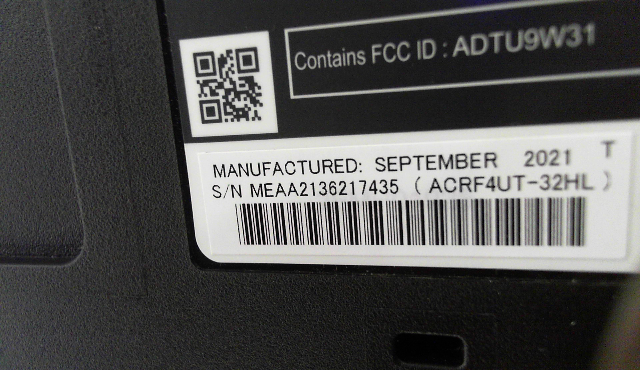 Contains FCC ID : ADTU9W31
MANUFACTURED: SEPTEMBER 2021 T
S/N MEAA2136217435 ( ACRF4UT-32HL )